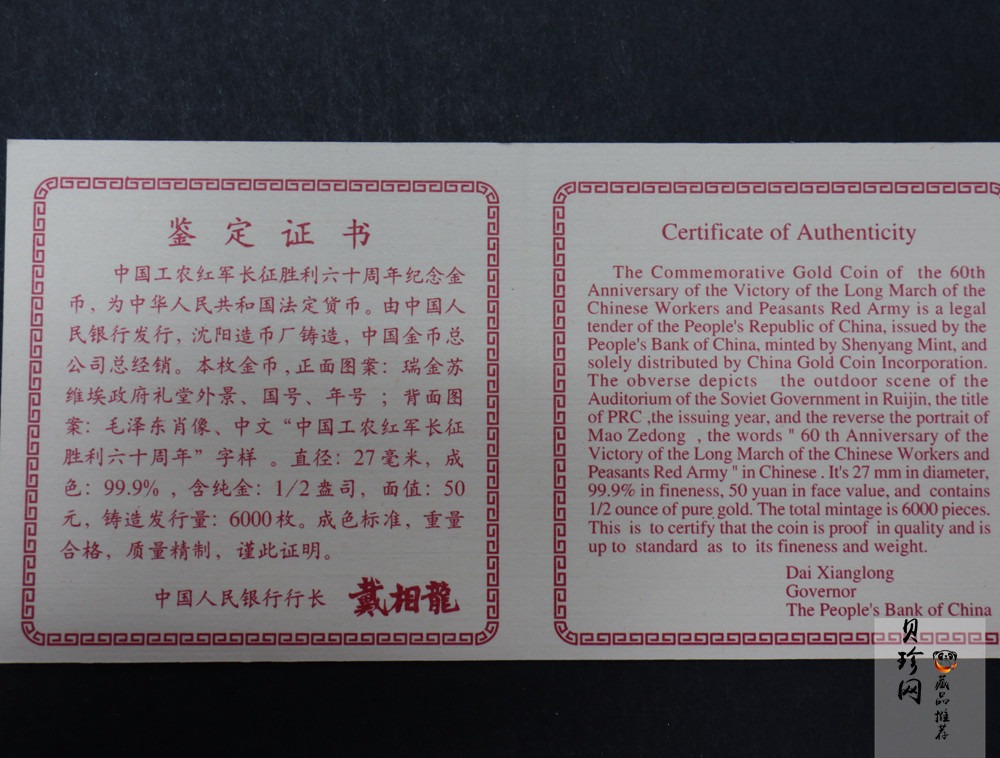 鉴定证书
中国工农红军长征胜利六十周年纪念金
币，为中华人民共和国法定货币。由中国人
民银行发行，沈阳造币厂铸造，中国金币总
公司总经销。本枚金币，正面图案：瑞金苏
维埃政府礼堂外景、国号、年号；背面图
案：毛泽东肖像、中文“中国工农红军长征
胜利六十周年”字样。直径：27毫米，成
色：99.9%，含纯金：1/2盎司，面值：50
元，铸造发行量：6000枚。成色标准，重量
合格，质量精制，谨此证明。
中国人民银行行长 戴相龍
Certificate of Authenticity
The Commemorative Gold Coin of the 60th
Anniversary of the Victory of the Long March of the
Chinese Workers and Peasants Red Army is a legal
tender of the People's Republic of China, issued by the
People's Bank of China, minted by Shenyang Mint, and
solely distributed by China Gold Coin Incorporation.
The obverse depicts the outdoor scene of the
Auditorium of the Soviet Government in Ruijin, the title
of PRC ,the issuing year, and the reverse the portrait of
Mao Zedong , the words " 60 th Anniversary of the
Victory of the Long March of the Chinese Workers and
Peasants Red Army " in Chinese . It's 27 mm in diameter,
99.9% in fineness, 50 yuan in face value, and contains
1/2 ounce of pure gold. The total mintage is 6000 pieces.
This is to certify that the coin is proof in quality and is
up to standard as to its fineness and weight.
Dai Xianglong
Governor
The People's Bank of China
贝珍网
藏品推荐